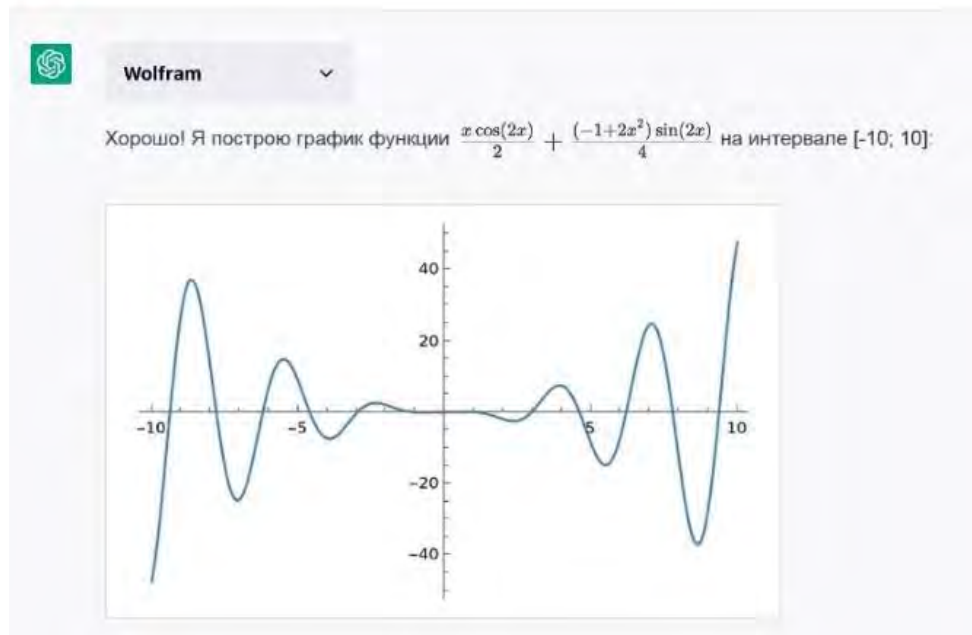 Wolfram
Хорошо! Я построю график функции x cos(2x)/2 + (-1+2x²) sin(2x)/4 на интервале [-10; 10]:
40
20
-10 -5 5 10
-20
-40